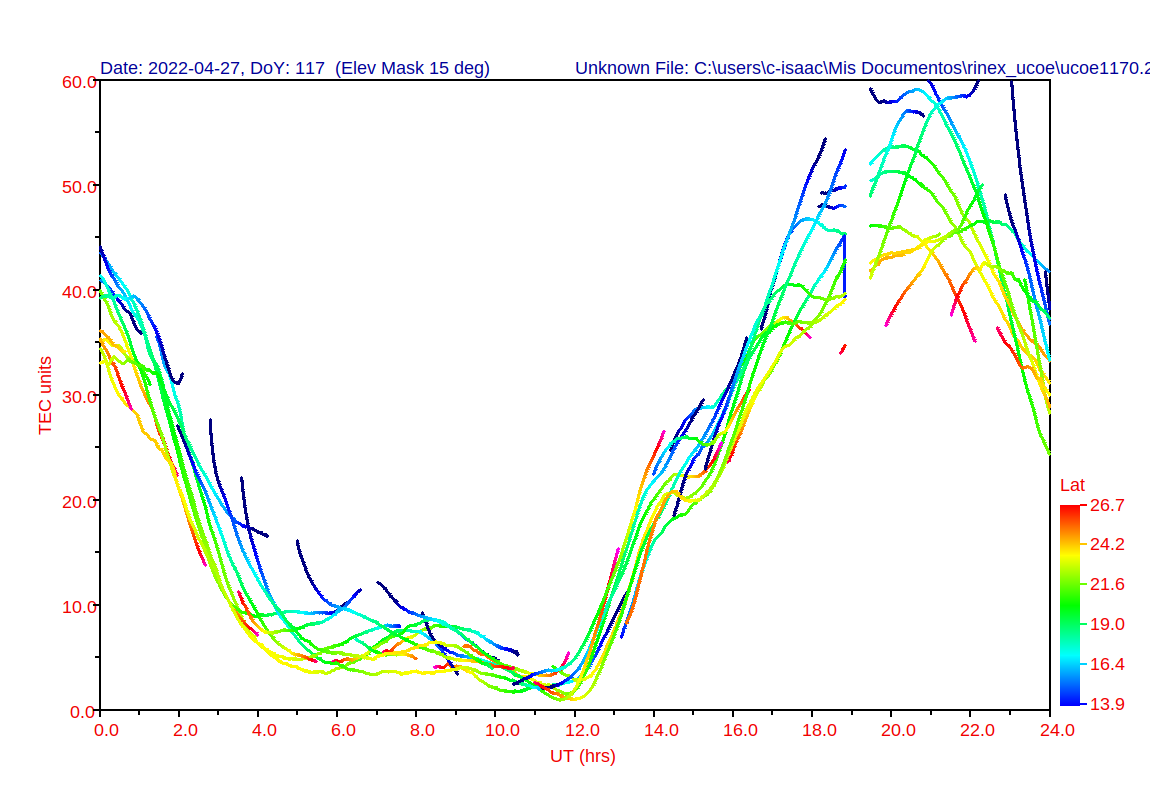 Date: 2022-04-27, DoY: 117 (Elev Mask 15 deg) Unknown File: C:\users\c-isaac\Mis Documentos\rinex_ucoe\ucoe1170.2
60.0
50.0
40.0
30.0
20.0
10.0
0.0
TEC units
0.0 2.0 4.0 6.0 8.0 10.0 12.0 14.0 16.0 18.0 20.0 22.0 24.0
UT (hrs)
Lat
26.7
24.2
21.6
19.0
16.4
13.9